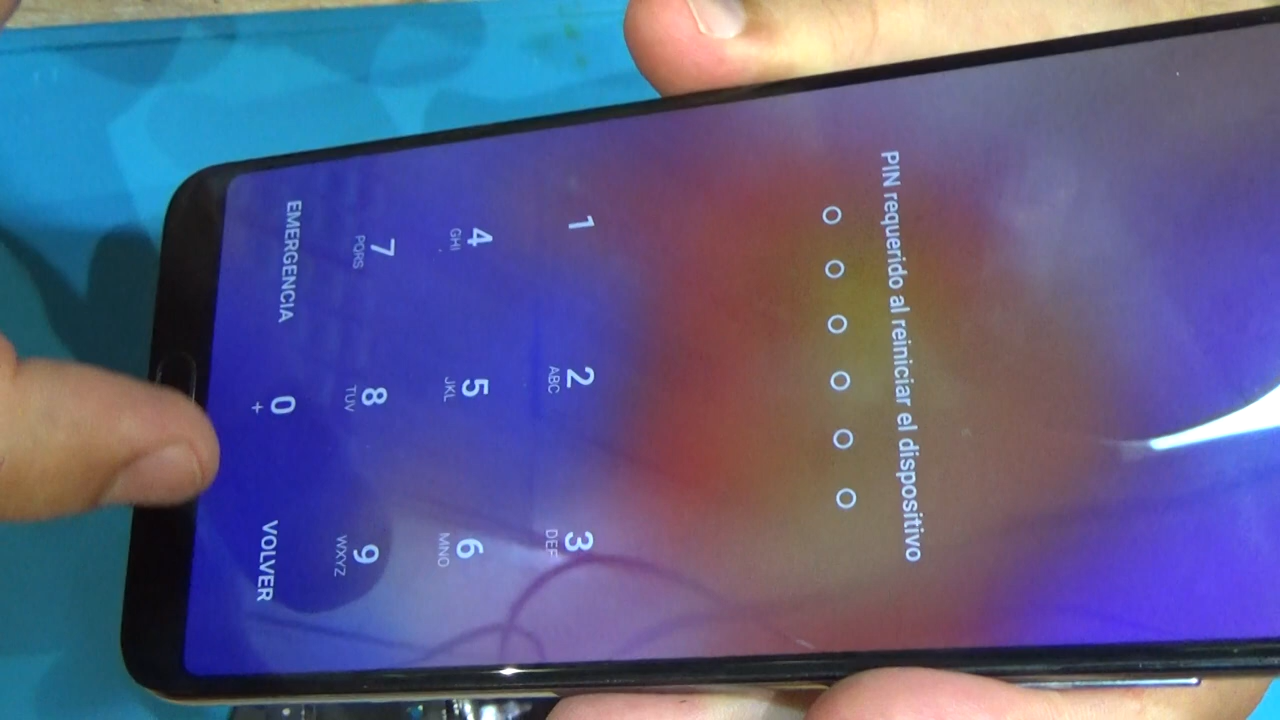 PIN requerido al reiniciar el dispositivo
1 2 ABC 3 DEF
4 GHI 5 JKL 6 MNO
7 PQRS 8 TUV 9 WXYZ
EMERGENCIA 0 + VOLVER